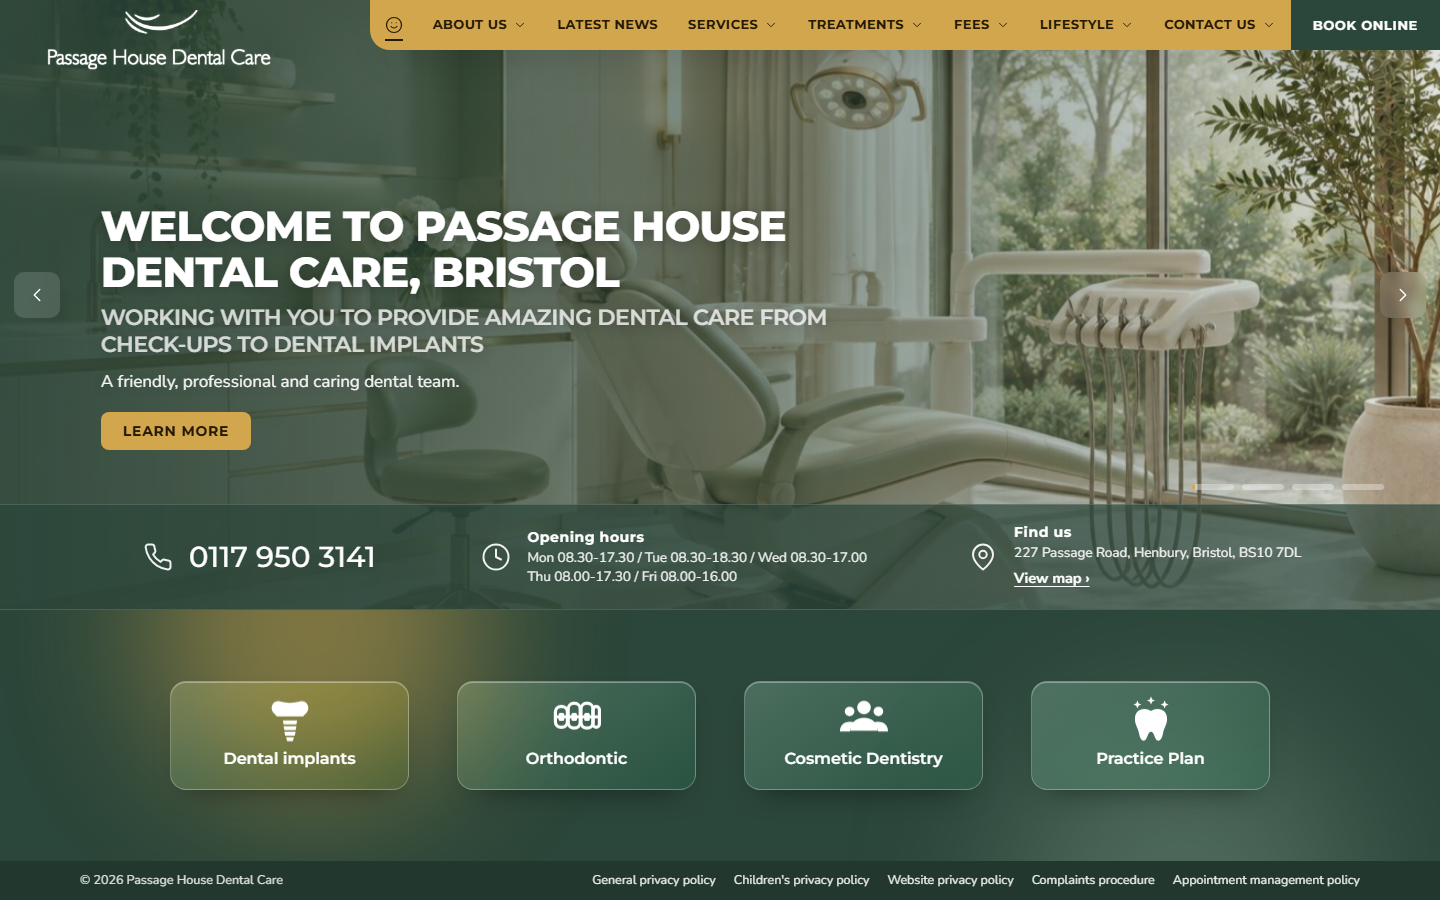 Passage House Dental Care
ABOUT US
LATEST NEWS
SERVICES
TREATMENTS
FEES
LIFESTYLE
CONTACT US
BOOK ONLINE
WELCOME TO PASSAGE HOUSE
DENTAL CARE, BRISTOL
WORKING WITH YOU TO PROVIDE AMAZING DENTAL CARE FROM
CHECK-UPS TO DENTAL IMPLANTS
A friendly, professional and caring dental team.
LEARN MORE
0117 950 3141
Opening hours
Mon 08.30-17.30 / Tue 08.30-18.30 / Wed 08.30-17.00
Thu 08.00-17.30 / Fri 08.00-16.00
Find us
227 Passage Road, Henbury, Bristol, BS10 7DL
View map ›
Dental implants
Orthodontic
Cosmetic Dentistry
Practice Plan
© 2026 Passage House Dental Care
General privacy policy
Children's privacy policy
Website privacy policy
Complaints procedure
Appointment management policy